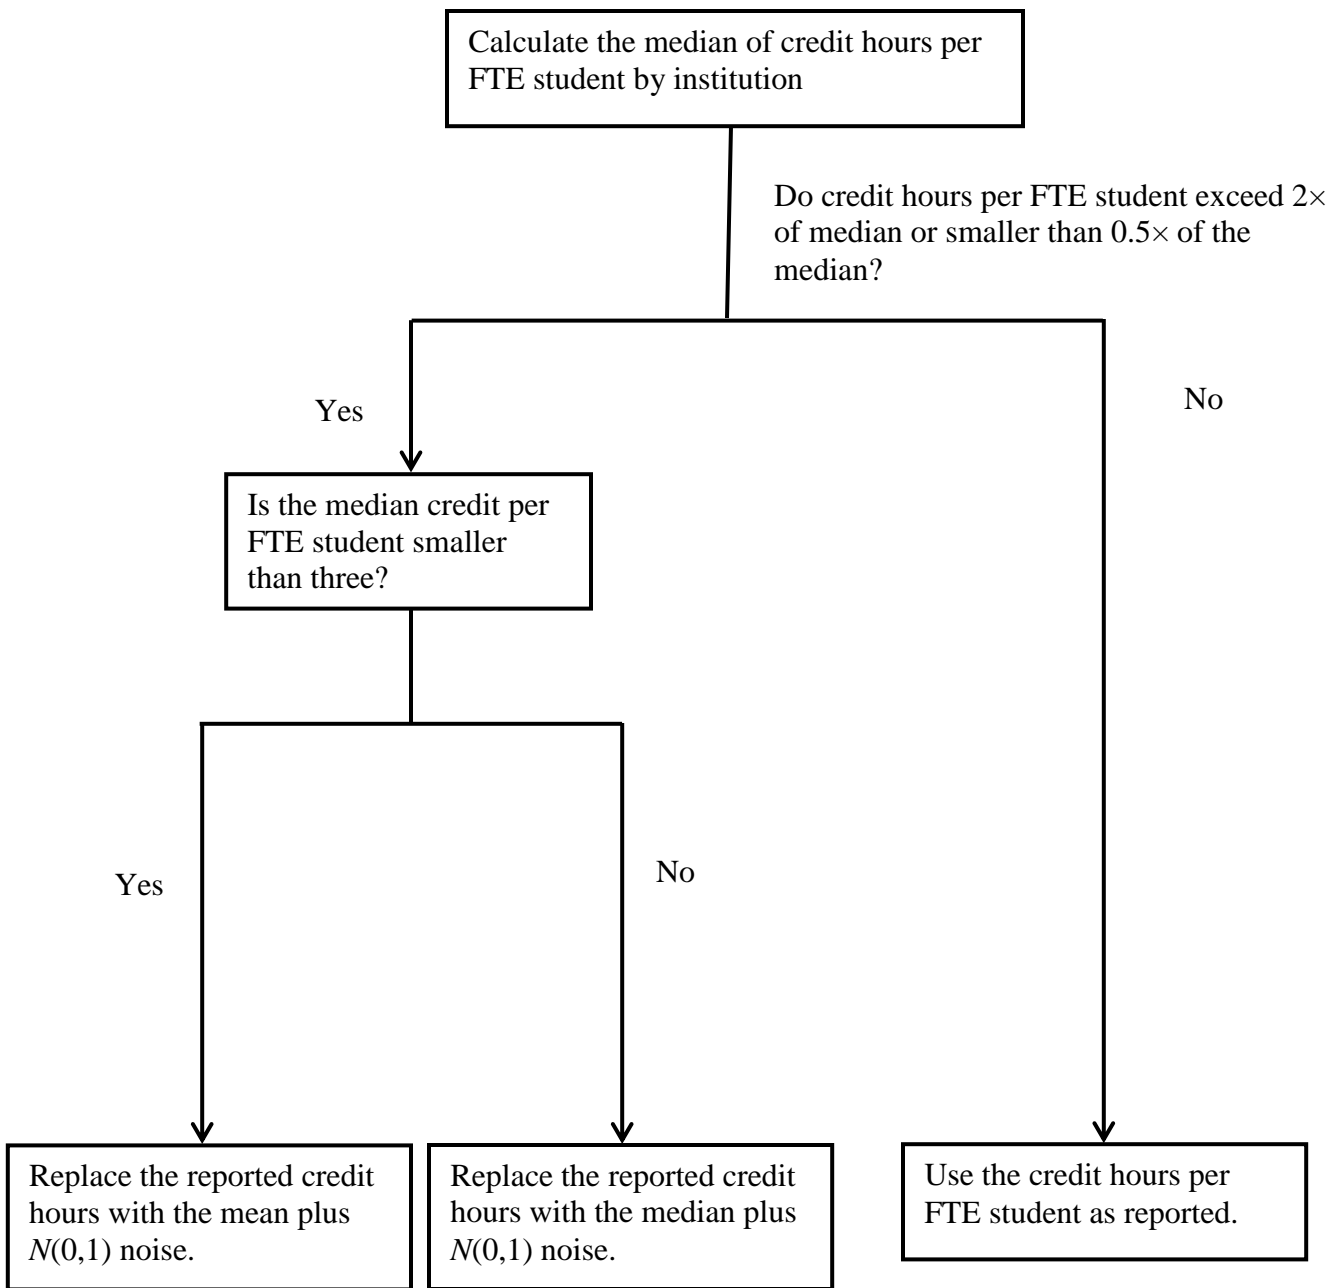 Calculate the median of credit hours per
FTE student by institution
Do credit hours per FTE student exceed 2×
of median or smaller than 0.5× of the
median?
Yes
No
Is the median credit per
FTE student smaller
than three?
Yes
No
Replace the reported credit
hours with the mean plus
N(0,1) noise.
Replace the reported credit
hours with the median plus
N(0,1) noise.
Use the credit hours per
FTE student as reported.